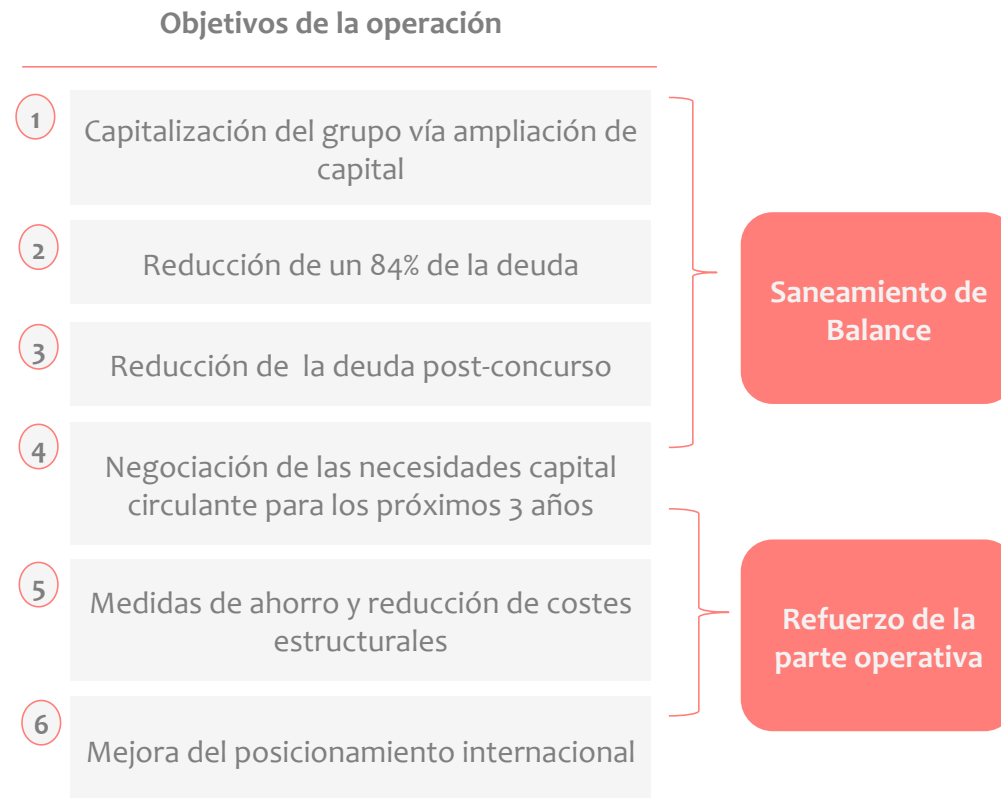 Objetivos de la operación
1
Capitalización del grupo vía ampliación de
capital
2
Reducción de un 84% de la deuda
3
Reducción de  la deuda post-concurso
4
Negociación de las necesidades capital
circulante para los próximos 3 años
5
Medidas de ahorro y reducción de costes
estructurales
6
Mejora del posicionamiento internacional
Saneamiento de
Balance
Refuerzo de la
parte operativa